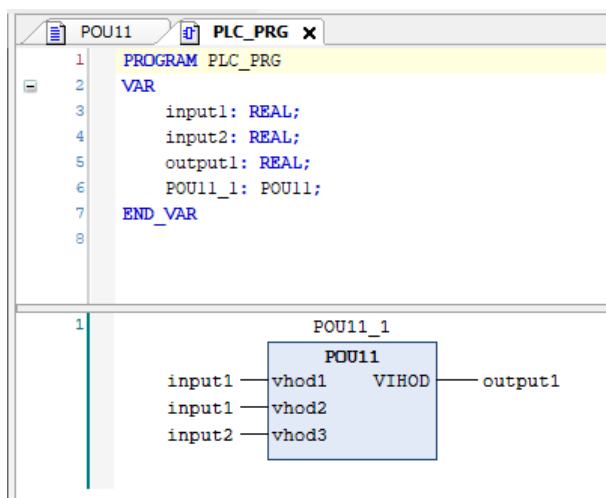 POU11 PLC_PRG X
1 PROGRAM PLC_PRG
2 VAR
3 input1: REAL;
4 input2: REAL;
5 output1: REAL;
6 POU11_1: POU11;
7 END_VAR
8
1 POU11_1
POU11
input1 vhod1 VIHOD output1
input1 vhod2
input2 vhod3